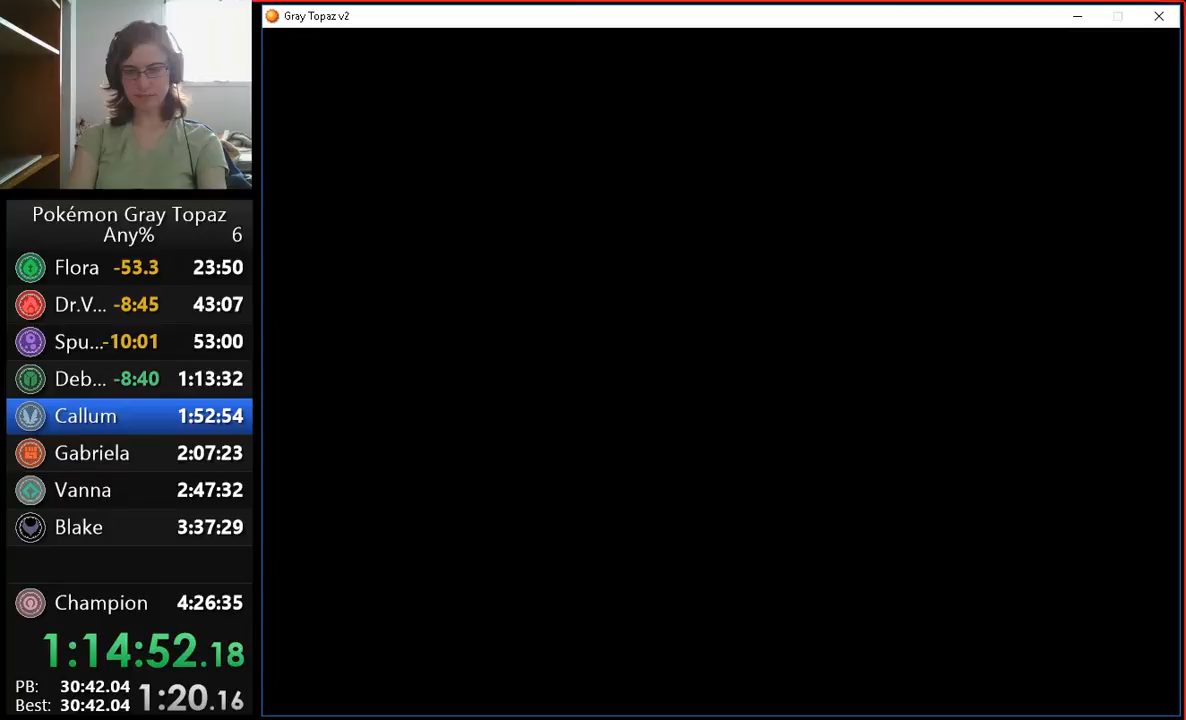 Gray Topaz v2
Pokémon Gray Topaz
Any% 6
Flora -53.3 23:50
Dr.V... -8:45 43:07
Spu...-10:01 53:00
Deb... -8:40 1:13:32
Callum 1:52:54
Gabriela 2:07:23
Vanna 2:47:32
Blake 3:37:29
Champion 4:26:35
1:14:52.18
PB: 30:42.04
Best: 30:42.04
1:20.16